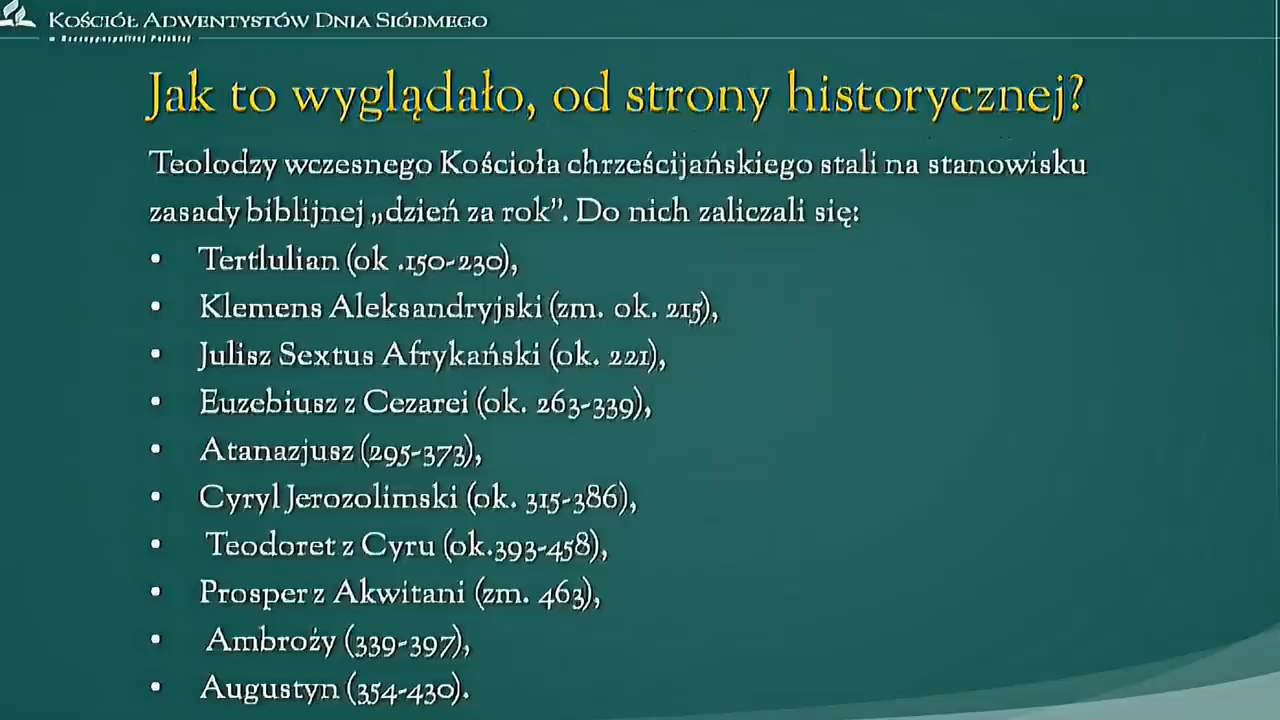 Kościół Adwentystów Dnia Siódmego
w Rzeczypospolitej Polskiej
Jak to wyglądało, od strony historycznej?
Teolodzy wczesnego Kościoła chrześcijańskiego stali na stanowisku
zasady biblijnej „dzień za rok”. Do nich zaliczali się:
• Tertlulian (ok .150-230),
• Klemens Aleksandryjski (zm. ok. 215),
• Julisz Sextus Afrykański (ok. 221),
• Euzebiusz z Cezarei (ok. 263-339),
• Atanazjusz (295-373),
• Cyryl Jerozolimski (ok. 315-386),
• Teodoret z Cyru (ok.393-458),
• Prosper z Akwitani (zm. 463),
• Ambroży (339-397),
• Augustyn (354-430).